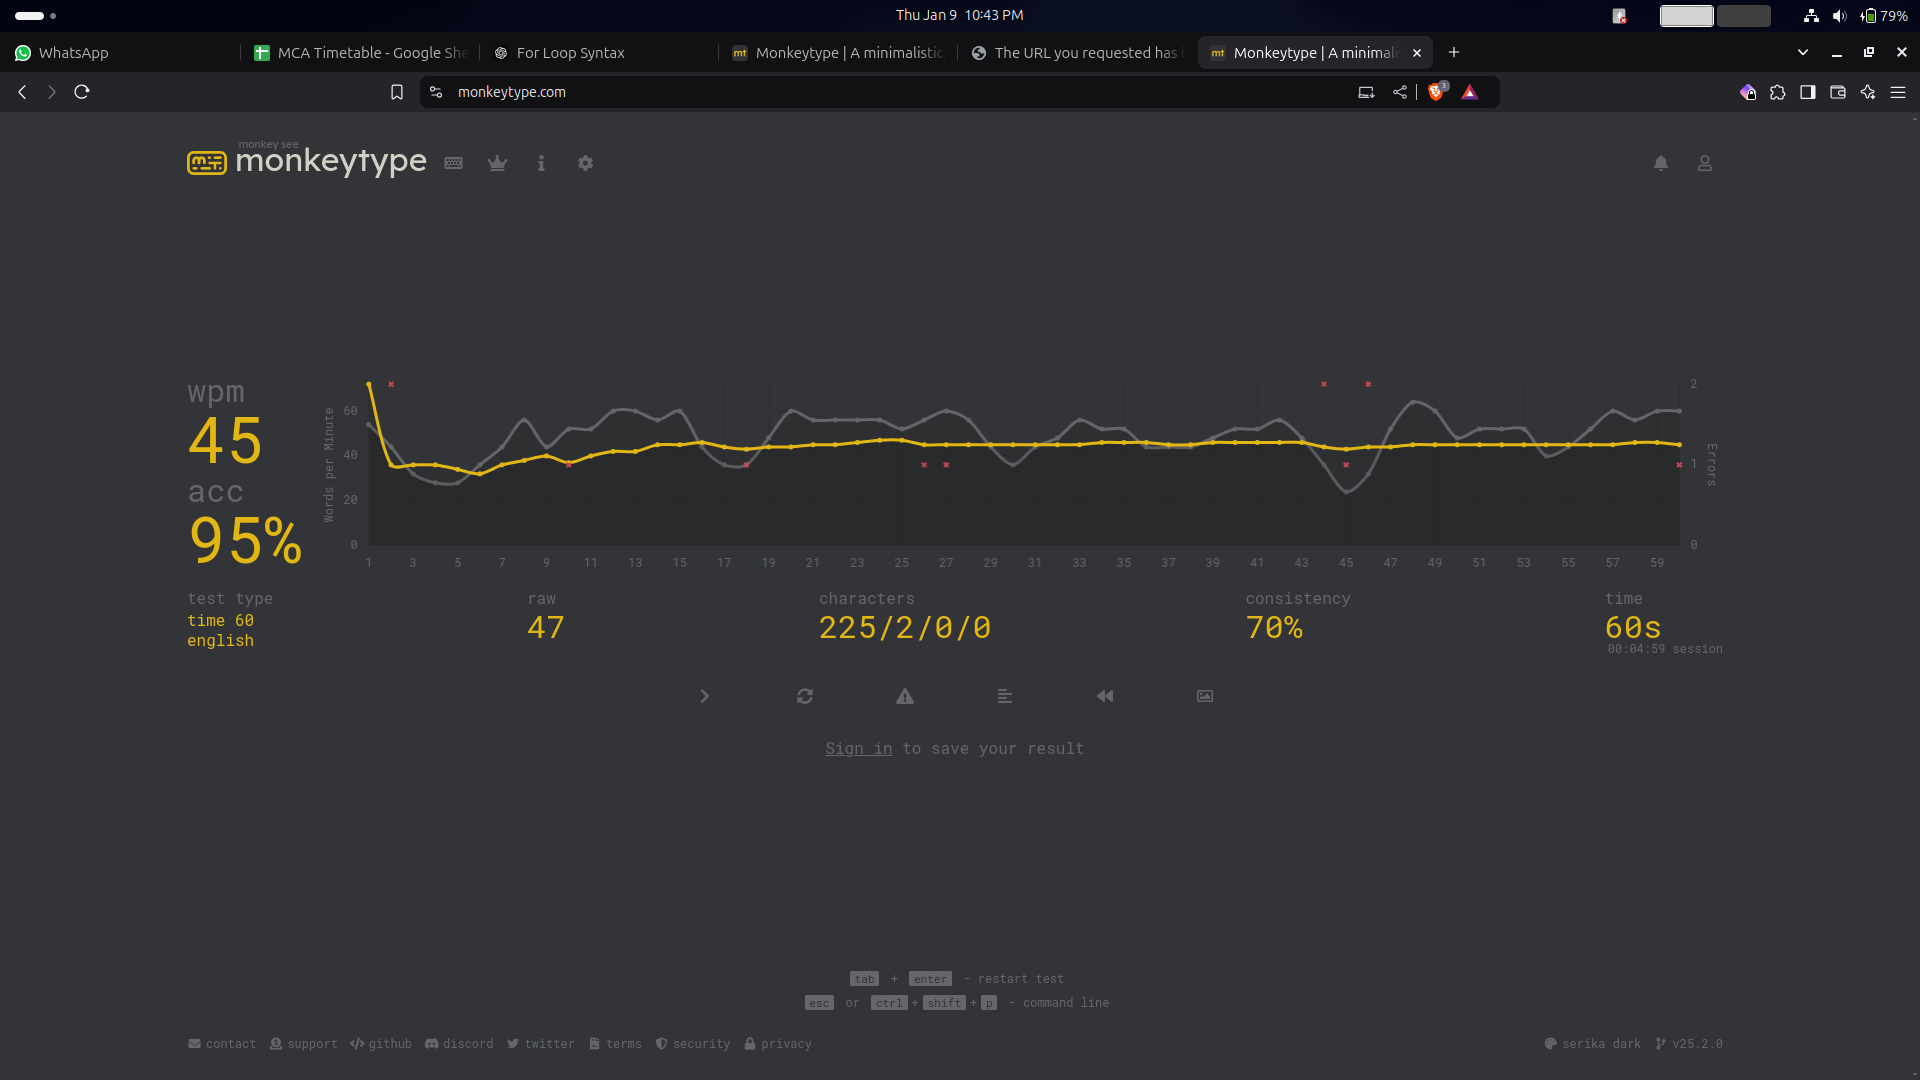 Thu Jan 9 10:43 PM
79%
WhatsApp
MCA Timetable - Google She
For Loop Syntax
Monkeytype | A minimalistic,
The URL you requested has
Monkeytype | A minimali
monkeytype.com
3
monkey see
monkeytype
wpm
45
acc
95%
Words per Minute
60
40
20
0
2
1
0
Errors
1 3 5 7 9 11 13 15 17 19 21 23 25 27 29 31 33 35 37 39 41 43 45 47 49 51 53 55 57 59
test type
time 60
english
raw
47
characters
225/2/0/0
consistency
70%
time
60s
00:04:59 session
Sign in to save your result
tab + enter - restart test
esc or ctrl + shift + p - command line
contact support github discord twitter terms security privacy
serika dark v25.2.0